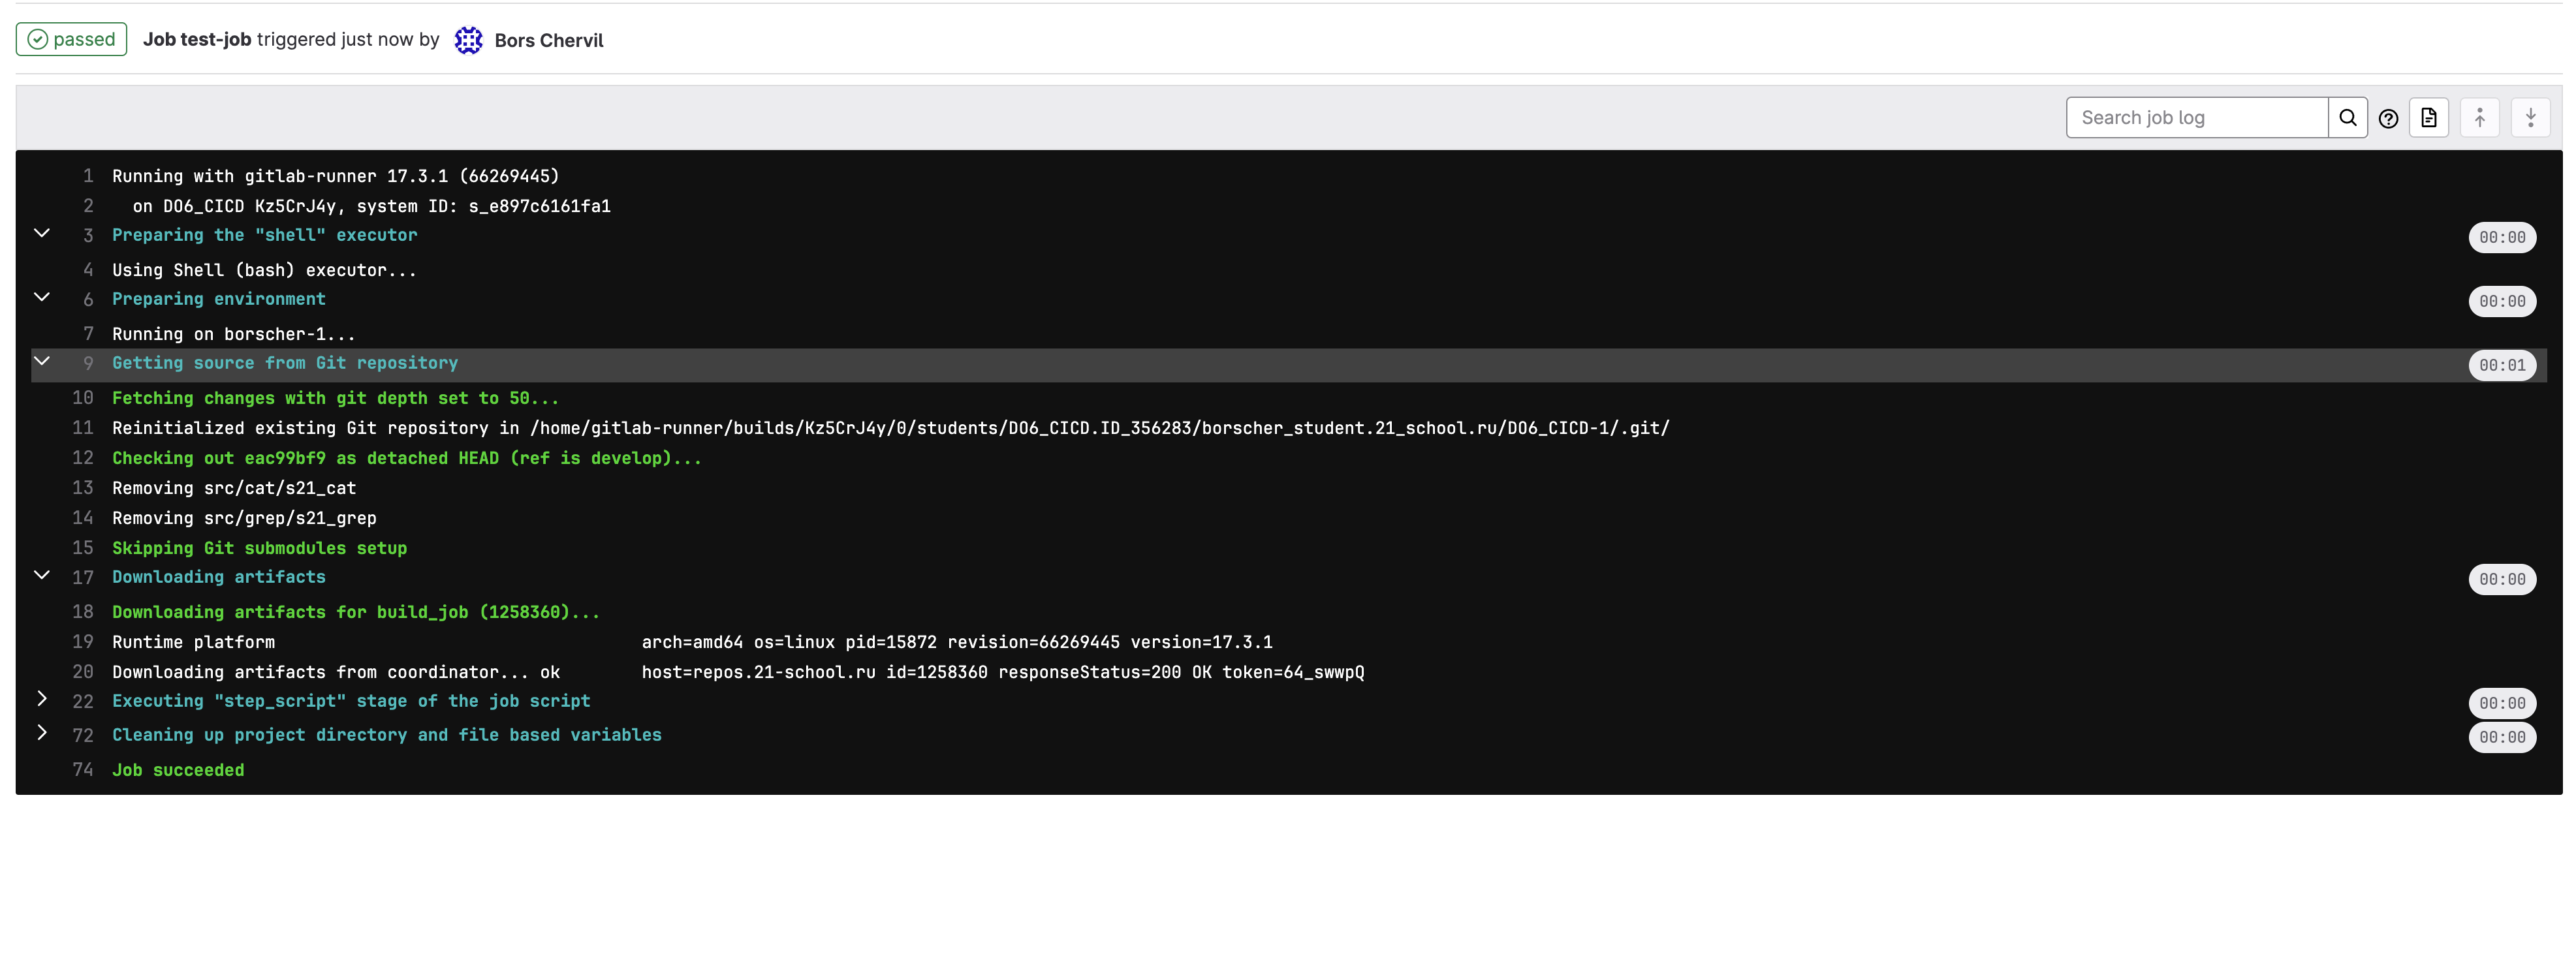 passed Job test-job triggered just now by Bors Chervil
Search job log
1 Running with gitlab-runner 17.3.1 (66269445)
2 on DO6_CICD Kz5CrJ4y, system ID: s_e897c6161fa1
3 Preparing the "shell" executor 00:00
4 Using Shell (bash) executor...
6 Preparing environment 00:00
7 Running on borscher-1...
9 Getting source from Git repository 00:01
10 Fetching changes with git depth set to 50...
11 Reinitialized existing Git repository in /home/gitlab-runner/builds/Kz5CrJ4y/0/students/DO6_CICD.ID_356283/borscher_student.21_school.ru/DO6_CICD-1/.git/
12 Checking out eac99bf9 as detached HEAD (ref is develop)...
13 Removing src/cat/s21_cat
14 Removing src/grep/s21_grep
15 Skipping Git submodules setup
17 Downloading artifacts 00:00
18 Downloading artifacts for build_job (1258360)...
19 Runtime platform arch=amd64 os=linux pid=15872 revision=66269445 version=17.3.1
20 Downloading artifacts from coordinator... ok host=repos.21-school.ru id=1258360 responseStatus=200 OK token=64_swwpQ
22 Executing "step_script" stage of the job script 00:00
72 Cleaning up project directory and file based variables 00:00
74 Job succeeded